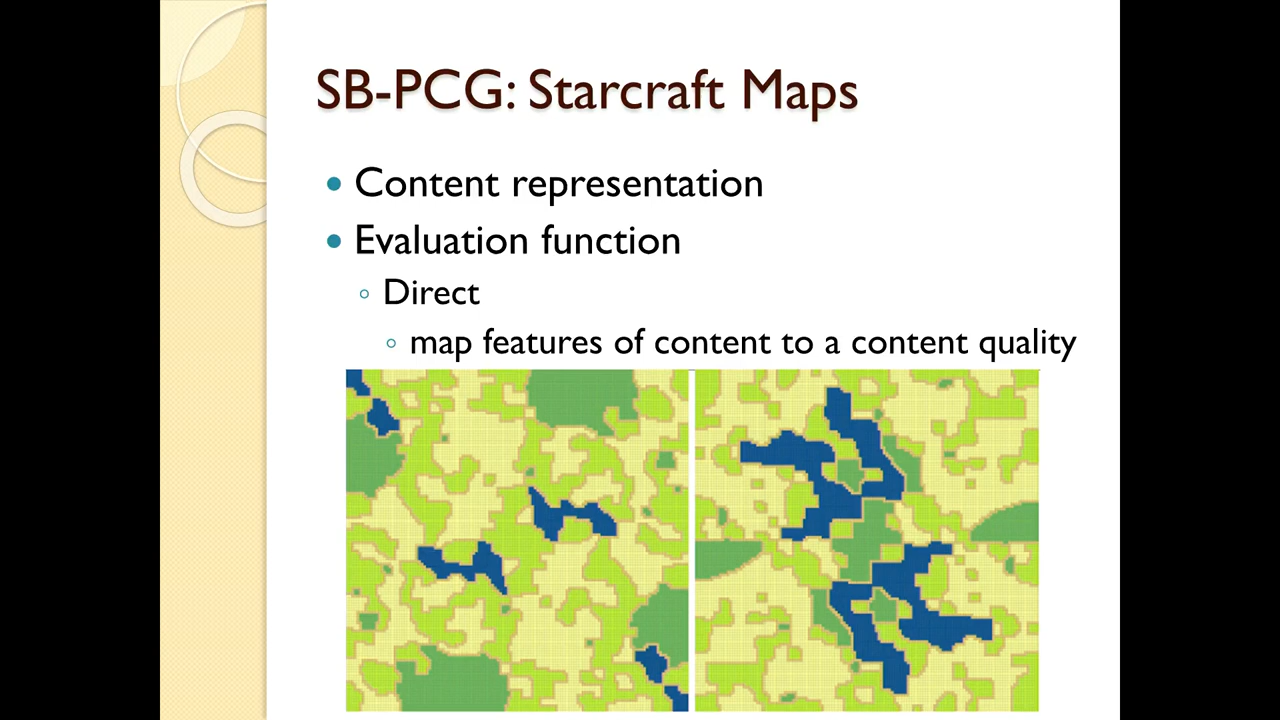 SB-PCG: Starcraft Maps
Content representation
Evaluation function
Direct
map features of content to a content quality